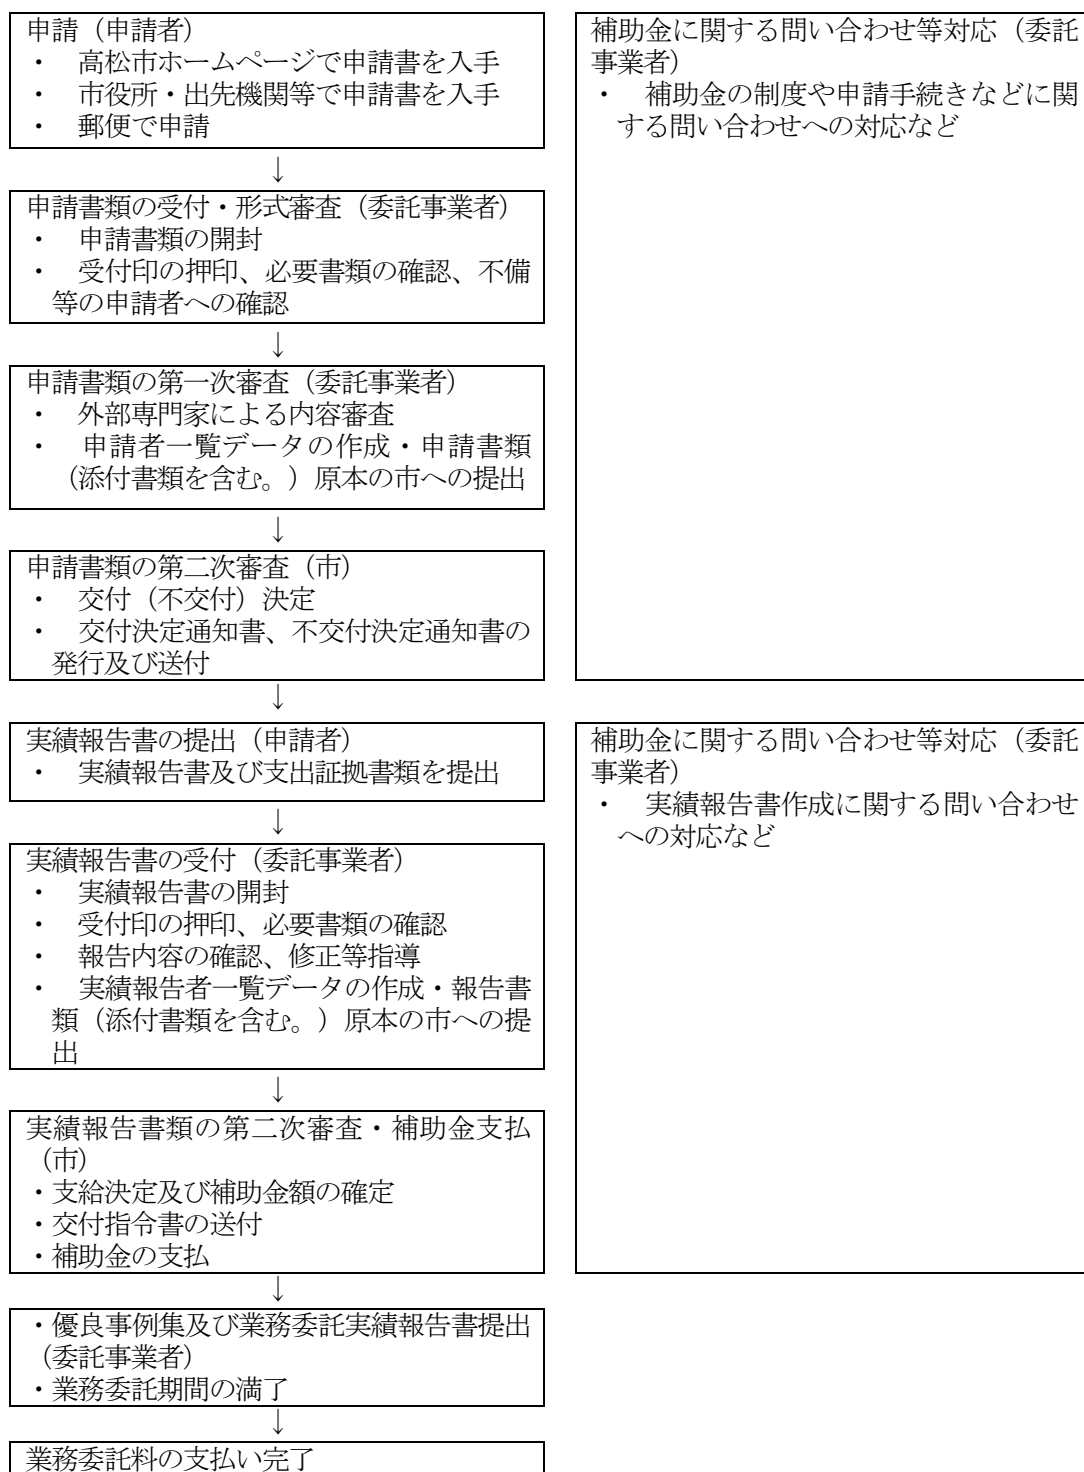 申請（申請者）
・　高松市ホームページで申請書を入手
・　市役所・出先機関等で申請書を入手
・　郵便で申請
↓
申請書類の受付・形式審査（委託事業者）
・　申請書類の開封
・　受付印の押印、必要書類の確認、不備
等の申請者への確認
↓
申請書類の第一次審査（委託事業者）
・　外部専門家による内容審査
・　申請者一覧データの作成・申請書類
（添付書類を含む。）原本の市への提出
↓
申請書類の第二次審査（市）
・　交付（不交付）決定
・　交付決定通知書、不交付決定通知書の
発行及び送付
↓
補助金に関する問い合わせ等対応（委託
事業者）
・　補助金の制度や申請手続きなどに関
する問い合わせへの対応など
実績報告書の提出（申請者）
・　実績報告書及び支出証拠書類を提出
↓
実績報告書の受付（委託事業者）
・　実績報告書の開封
・　受付印の押印、必要書類の確認
・　報告内容の確認、修正等指導
・　実績報告者一覧データの作成・報告書
類（添付書類を含む。）原本の市への提
出
↓
実績報告書類の第二次審査・補助金支払
（市）
・支給決定及び補助金額の確定
・交付指令書の送付
・補助金の支払
↓
補助金に関する問い合わせ等対応（委託
事業者）
・　実績報告書作成に関する問い合わせ
への対応など
・優良事例集及び業務委託実績報告書提出
（委託事業者）
・業務委託期間の満了
↓
業務委託料の支払い完了